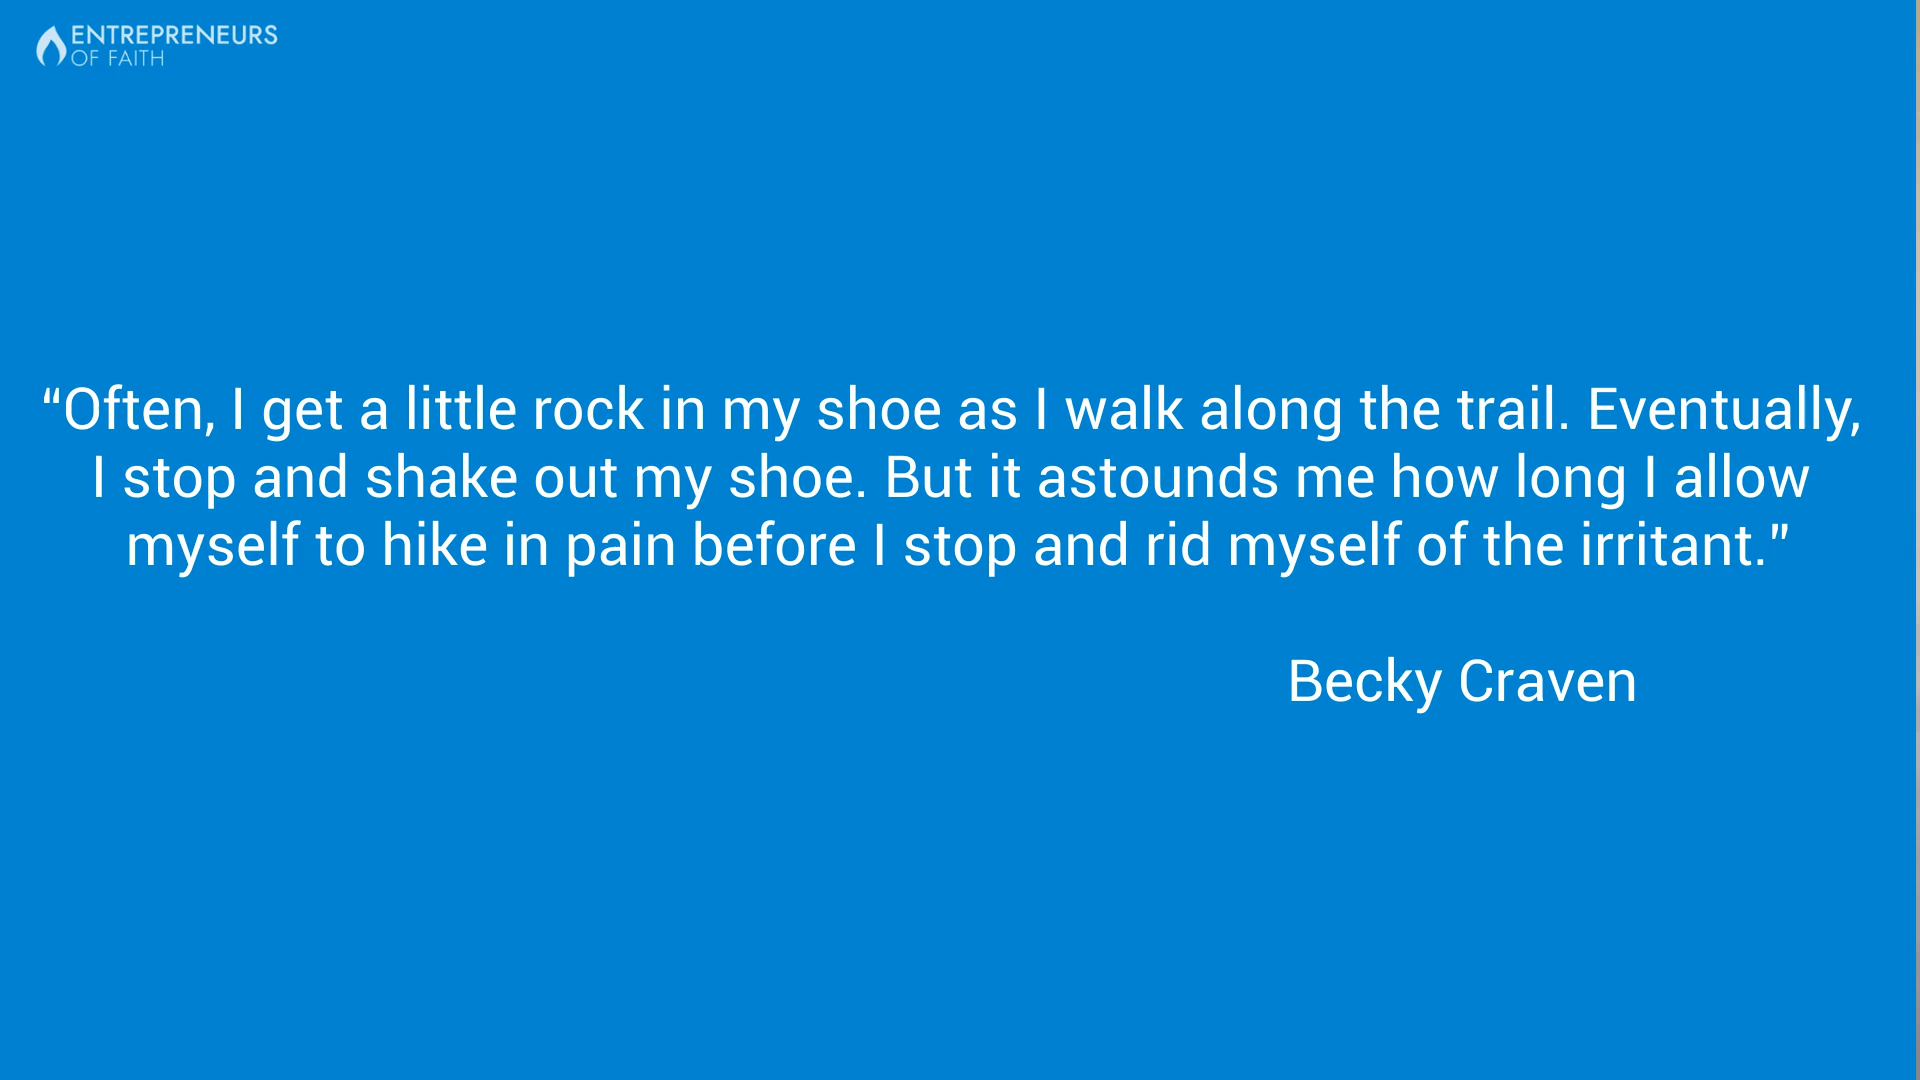 ENTREPRENEURS
OF FAITH
“Often, I get a little rock in my shoe as I walk along the trail. Eventually,
I stop and shake out my shoe. But it astounds me how long I allow
myself to hike in pain before I stop and rid myself of the irritant.”
Becky Craven